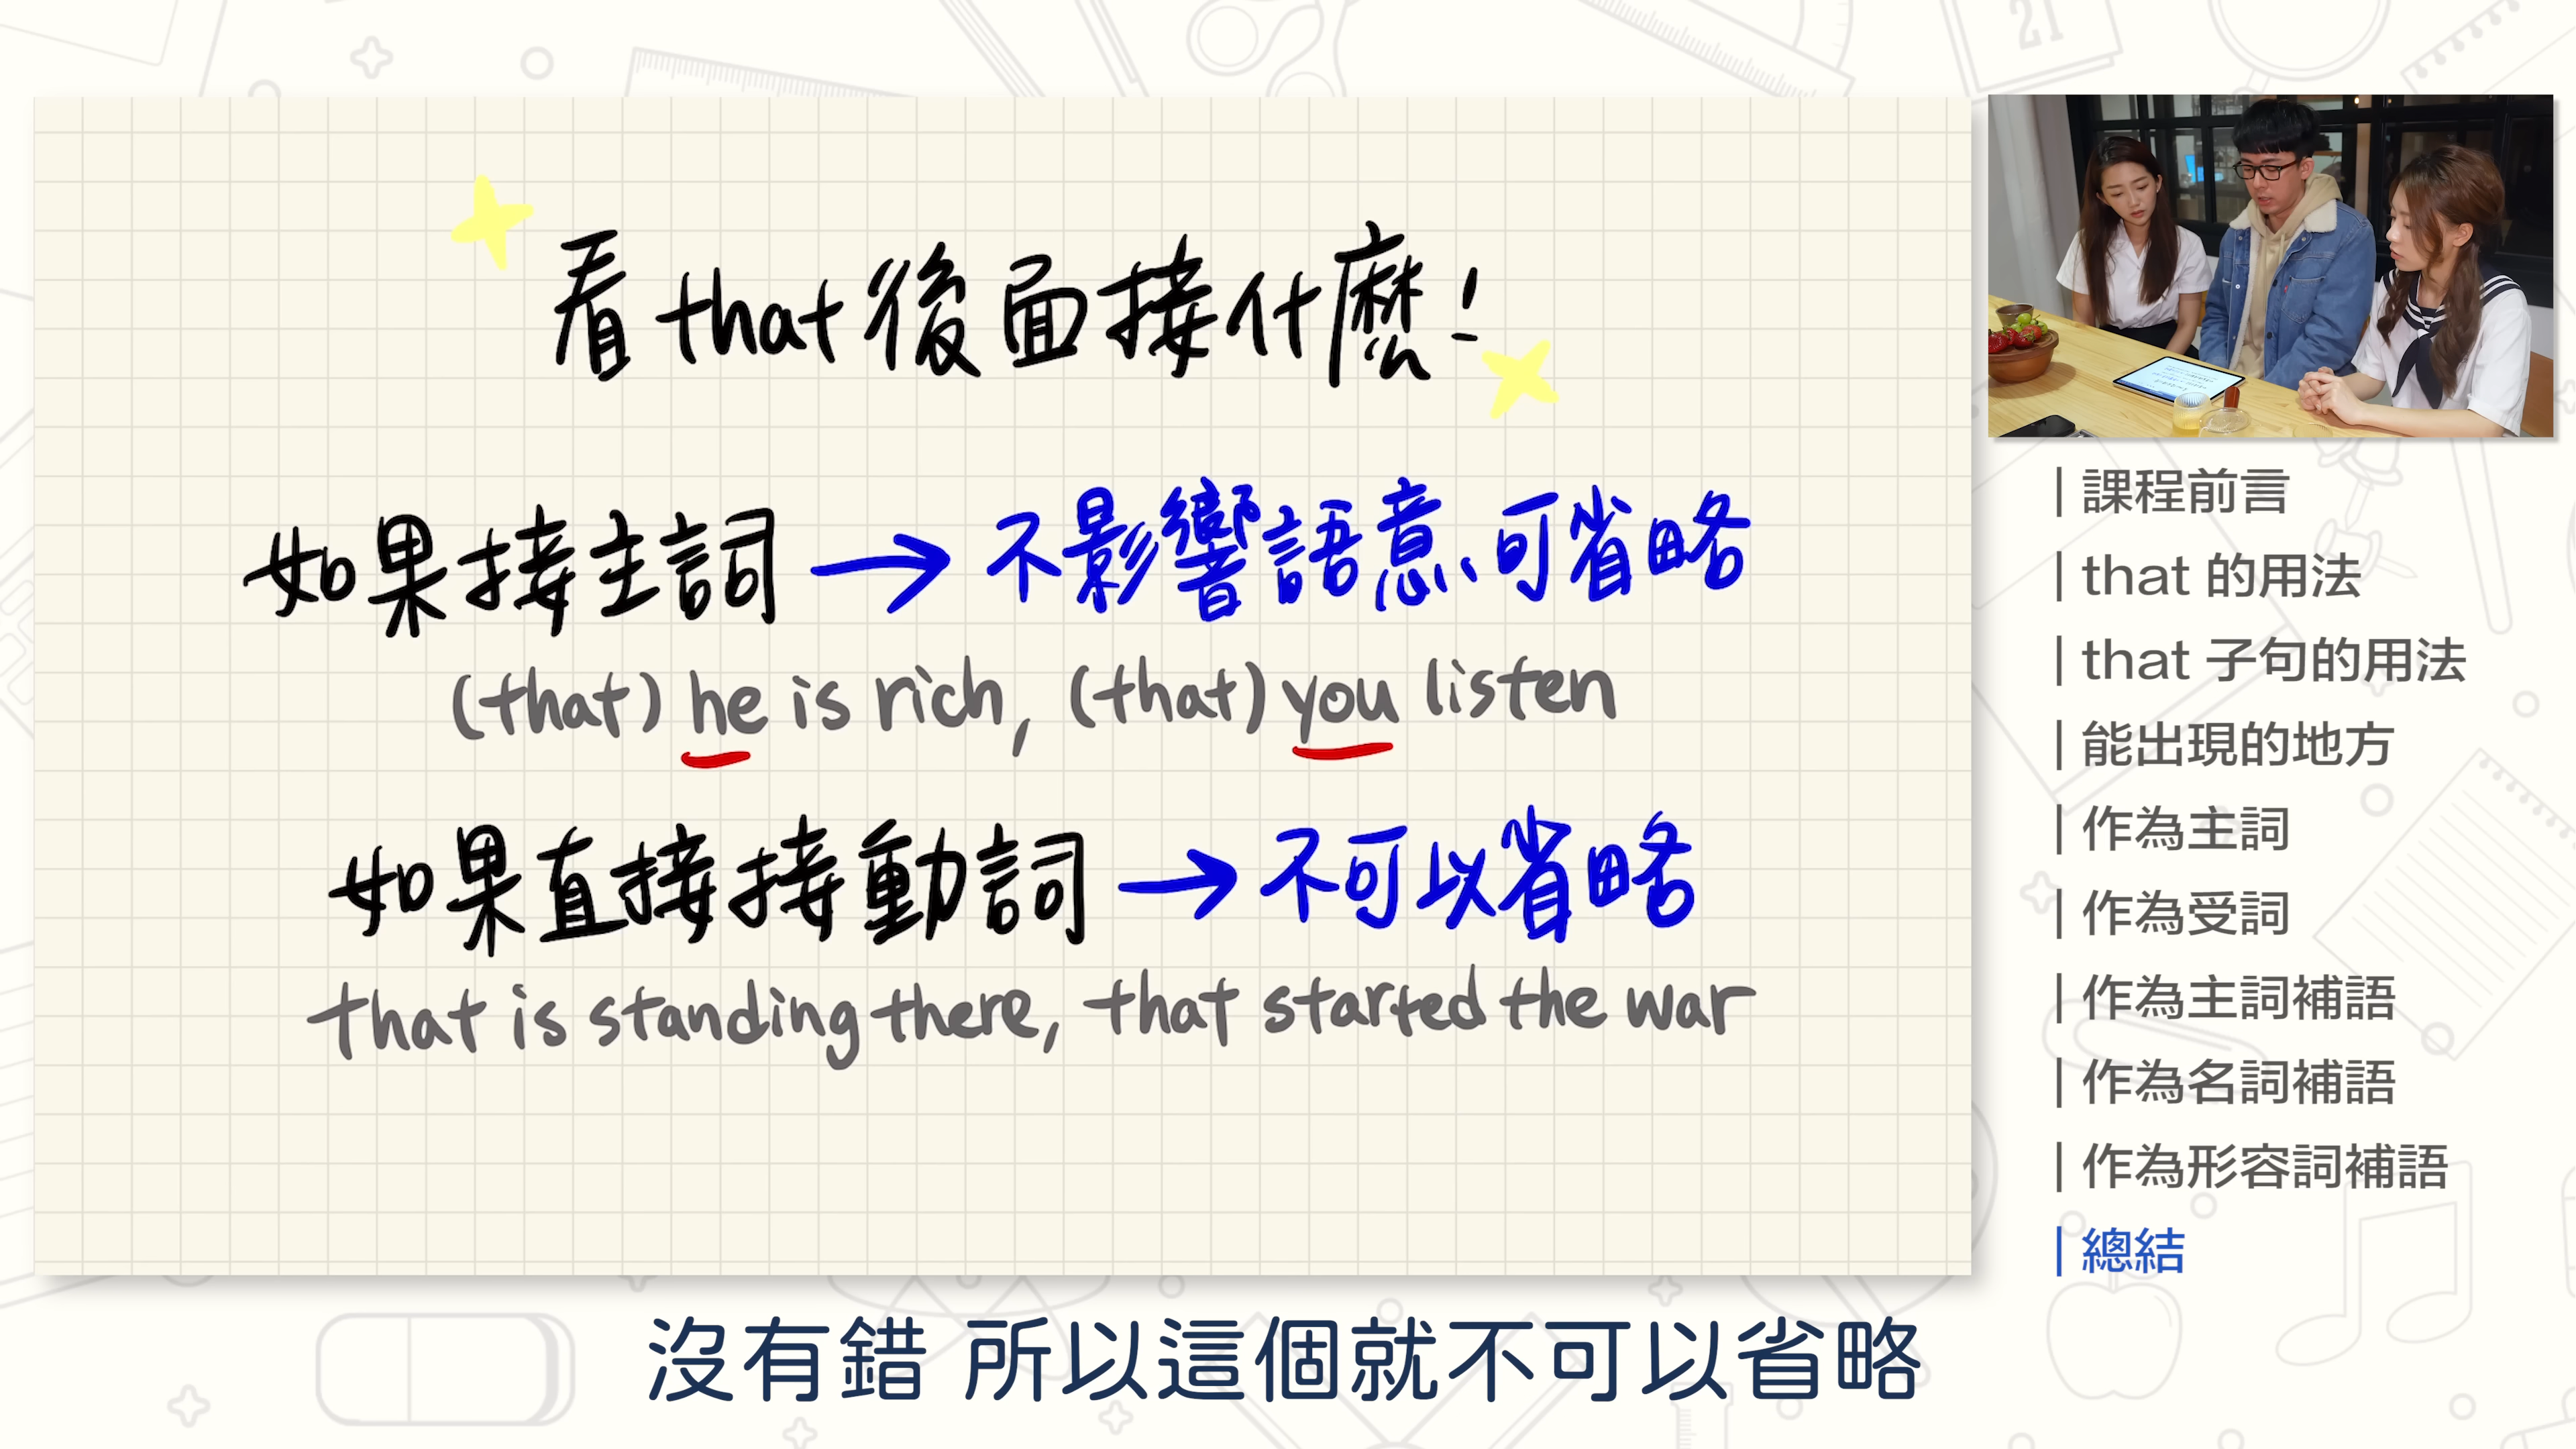 看that後面接什麼!
如果接主詞→不影響語意、可省略
(that) he is rich, (that) you listen
如果直接接動詞→不可以省略
that is standing there, that started the war
21
| 課程前言
| that 的用法
| that 子句的用法
| 能出現的地方
| 作為主詞
| 作為受詞
| 作為主詞補語
| 作為名詞補語
| 作為形容詞補語
| 總結
沒有錯 所以這個就不可以省略